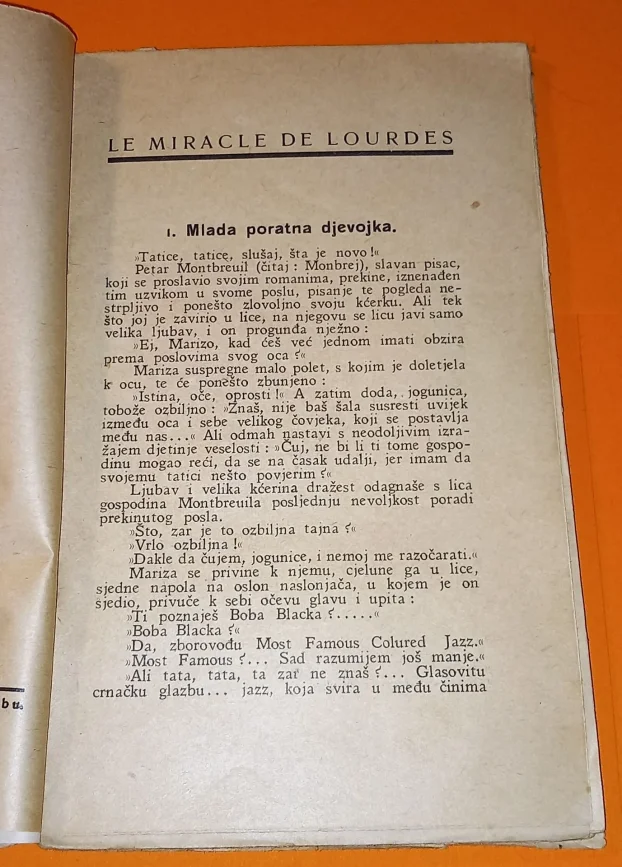 LE MIRACLE DE LOURDES
1. Mlada poratna djevojka.
»Tatice, tatice, slušaj, šta je novo!«
Petar Montbreuil (čitaj: Monbrej), slavan pisac,
koji se proslavio svojim romanima, prekine, iznenađen
tim uzvikom u svome poslu, pisanje te pogleda ne-
strpljivo i ponešto zlovoljno svoju kćerku. Ali tek
što joj je zavirio u lice, na njegovu se licu javi samo
velika ljubav, i on progunđa nježno:
»Ej, Marizo, kad ćeš već jednom imati obzira
prema poslovima svog oca?«
Mariza suspregne malo polet, s kojim je doletjela
k ocu, te će ponešto zbunjeno:
»Istina, oče, oprosti!« A zatim doda, jogunica,
tobože ozbiljno: »Znaš, nije baš šala susresti uvijek
između oca i sebe velikog čovjeka, koji se postavlja
među nas...« Ali odmah nastavi s neodoljivim izra-
žajem djetinje veselosti: »Čuj, ne bi li ti tome gospo-
dinu mogao reći, da se na časak udalji, jer imam da
svojemu tatici nešto povjerim?«
Ljubav i velika kćerina dražest odagnaše s lica
gospodina Montbreuila posljednju nevoljkost poradi
prekinutog posla.
»Što, zar je to ozbiljna tajna?«
»Vrlo ozbiljna!«
»Dakle da čujem, jogunice, i nemoj me razočarati.«
Mariza se privine k njemu, cjelune ga u lice,
sjedne napola na oslon naslonjača, u kojem je on
sjedio, privuče k sebi očevu glavu i upita:
»Ti poznaješ Boba Blacka?.....«
»Boba Blacka?«
»Da, zborovođu Most Famous Colured Jazz.«
»Most Famous?... Sad razumijem još manje.«
»Ali tata, tata, ta zar ne znaš?... Glasovitu
crnačku glazbu... jazz, koja svira u među činima
bu.